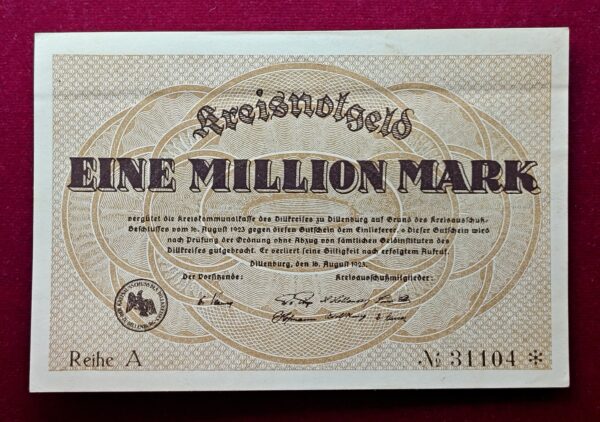 Kreisnotgeld
EINE MILLION MARK
vergütet die Kreiskommunalkasse des Dillkreises zu Dillenburg auf Grund des Kreisausschuß-
Beschlusses vom 16. August 1923 gegen diesen Gutschein dem Einlieferer. Dieser Gutschein wird
nach Prüfung der Ordnung ohne Abzug von sämtlichen Geldinstituten des
Dillkreises gutgebracht. Er verliert seine Giltigkeit nach erfolgtem Aufruf.
Dillenburg, den 16. August 1923.
Der Vorsitzende: Kreisausschußmitglieder:
Reihe A № 31104 *